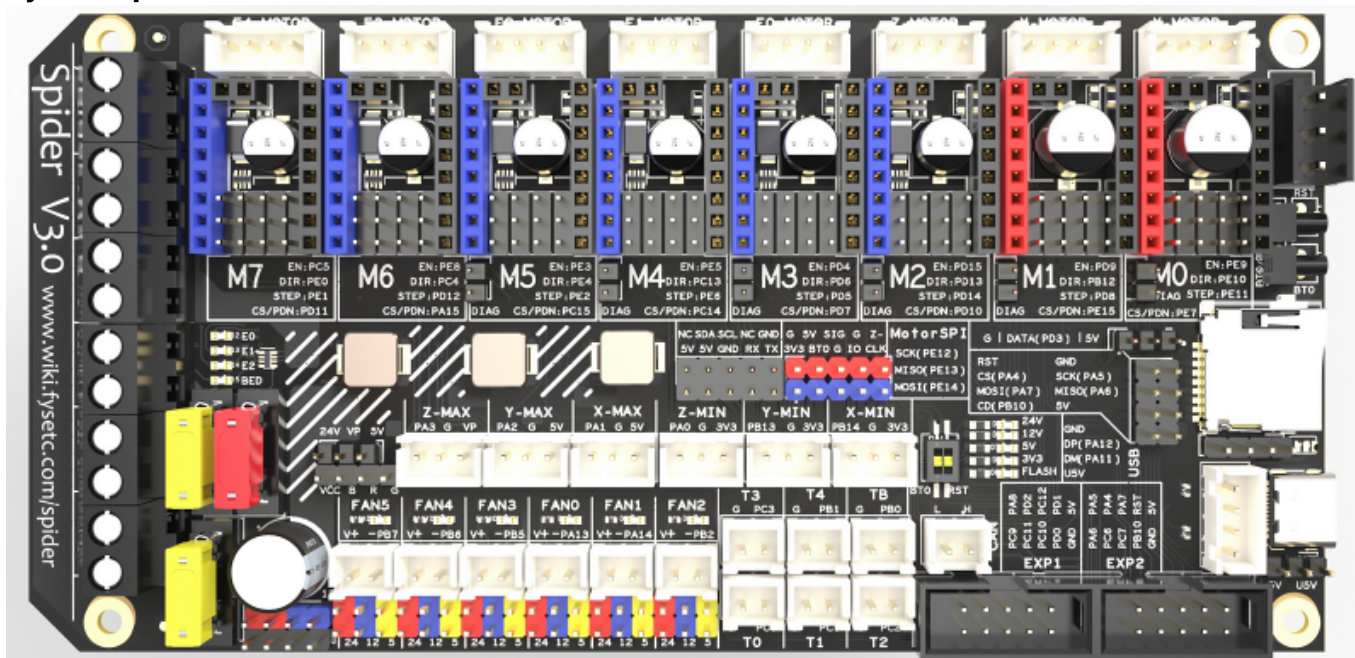 Spider V3.0 www.wiki.fysetc.com/spider
E0-MOTOR
Z-MOTOR
RST
BT0
M7
EN:PC5
DIR:PE0
STEP:PE1
CS/PDN:PD11
M6
EN:PE8
DIR:PC4
STEP:PD12
CS/PDN:PA15
M5
EN:PE3
DIR:PE4
STEP:PE2
DIAG CS/PDN:PC15
M4
EN:PE5
DIR:PC13
STEP:PE6
DIAG CS/PDN:PC14
M3
EN:PD4
DIR:PD6
STEP:PD5
DIAG CS/PDN:PD7
M2
EN:PD15
DIR:PD13
STEP:PD14
DIAG CS/PDN:PD10
M1
EN:PD9
DIR:PB12
STEP:PD8
DIAG CS/PDN:PE15
M0
EN:PE9
DIR:PE10
DIAG STEP:PE11
CS/PDN:PE7
E0
E1
E2
BED
NC SDA SCL NC GND
5V 5V GND RX TX
G 5V SIG G Z-
3V3 BT0 G IO CLK
MotorSPI
SCK(PE12)
MISO(PE13)
MOSI(PE14)
G | DATA(PD3) | 5V
RST GND
CS(PA4) SCK(PA5)
MOSI(PA7) MISO(PA6)
CD(PB10) 5V
24V
12V
5V
3V3
FLASH
GND
DP(PA12)
DM(PA11)
U5V
USB
24V VP 5V
VCC B R G
Z-MAX
PA3 G VP
Y-MAX
PA2 G 5V
X-MAX
PA1 G 5V
Z-MIN
PA0 G 3V3
Y-MIN
PB13 G 3V3
X-MIN
PB14 G 3V3
BT0 RST
FAN5
V+ -PB7
FAN4
V+ -PB6
FAN3
V+ -PB5
FAN0
V+ -PA13
FAN1
V+ -PA14
FAN2
V+ -PB2
24 12 5
24 12 5
24 12 5
24 12 5
24 12 5
24 12 5
T3
G PC3
T4
G PB1
TB
G PB0
T0
T1
T2
L H
CAN
PA8 PD2 PC12 PD1 5V
PC9 PC11 PC10 PD0 GND
EXP1
PA5 PA4 PA7 RST 5V
PA6 PC6 PC7 PB10 GND
EXP2
U5V